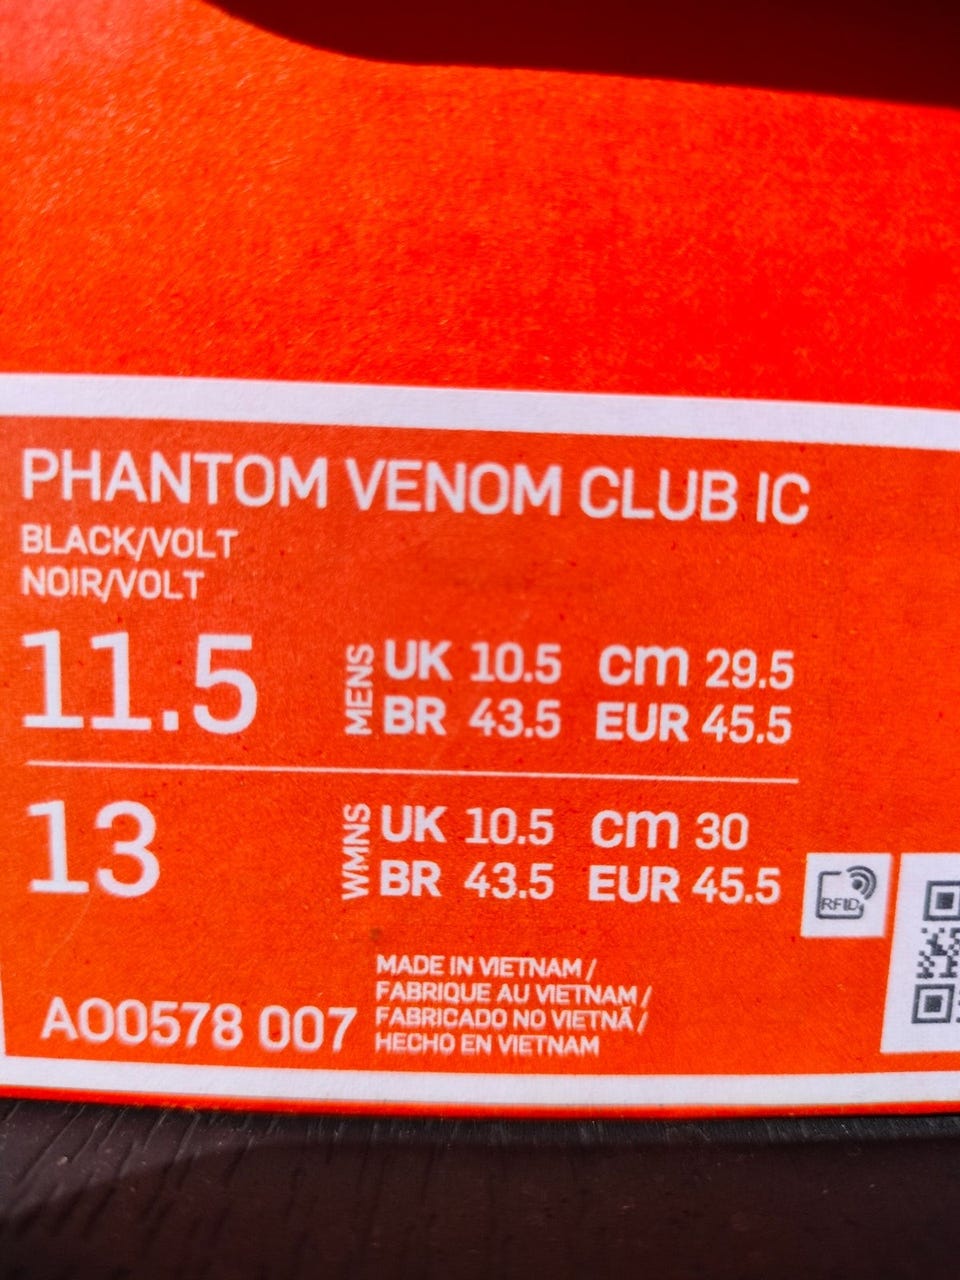 PHANTOM VENOM CLUB IC
BLACK/VOLT
NOIR/VOLT
11.5 MENS UK 10.5 cm 29.5
BR 43.5 EUR 45.5
13 WMNS UK 10.5 cm 30
BR 43.5 EUR 45.5
RFID
MADE IN VIETNAM /
FABRIQUE AU VIETNAM /
FABRICADO NO VIETNÃ /
HECHO EN VIETNAM
AO0578 007